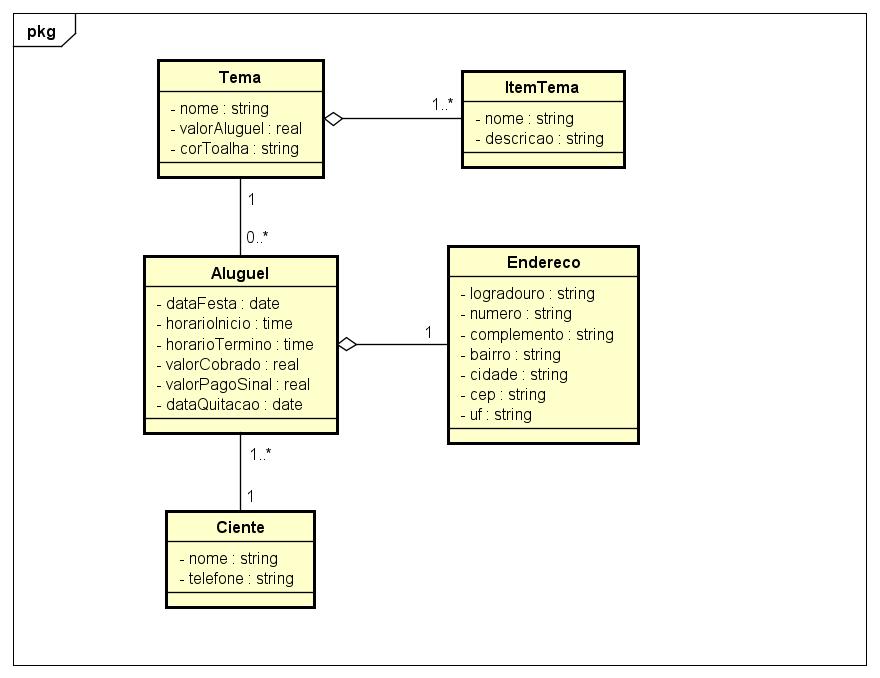 pkg
Tema
- nome : string
- valorAluguel : real
- corToalha : string
1..*
ItemTema
- nome : string
- descricao : string
1
0..*
Aluguel
- dataFesta : date
- horarioInicio : time
- horarioTermino : time
- valorCobrado : real
- valorPagoSinal : real
- dataQuitacao : date
1
Endereco
- logradouro : string
- numero : string
- complemento : string
- bairro : string
- cidade : string
- cep : string
- uf : string
1..*
1
Ciente
- nome : string
- telefone : string